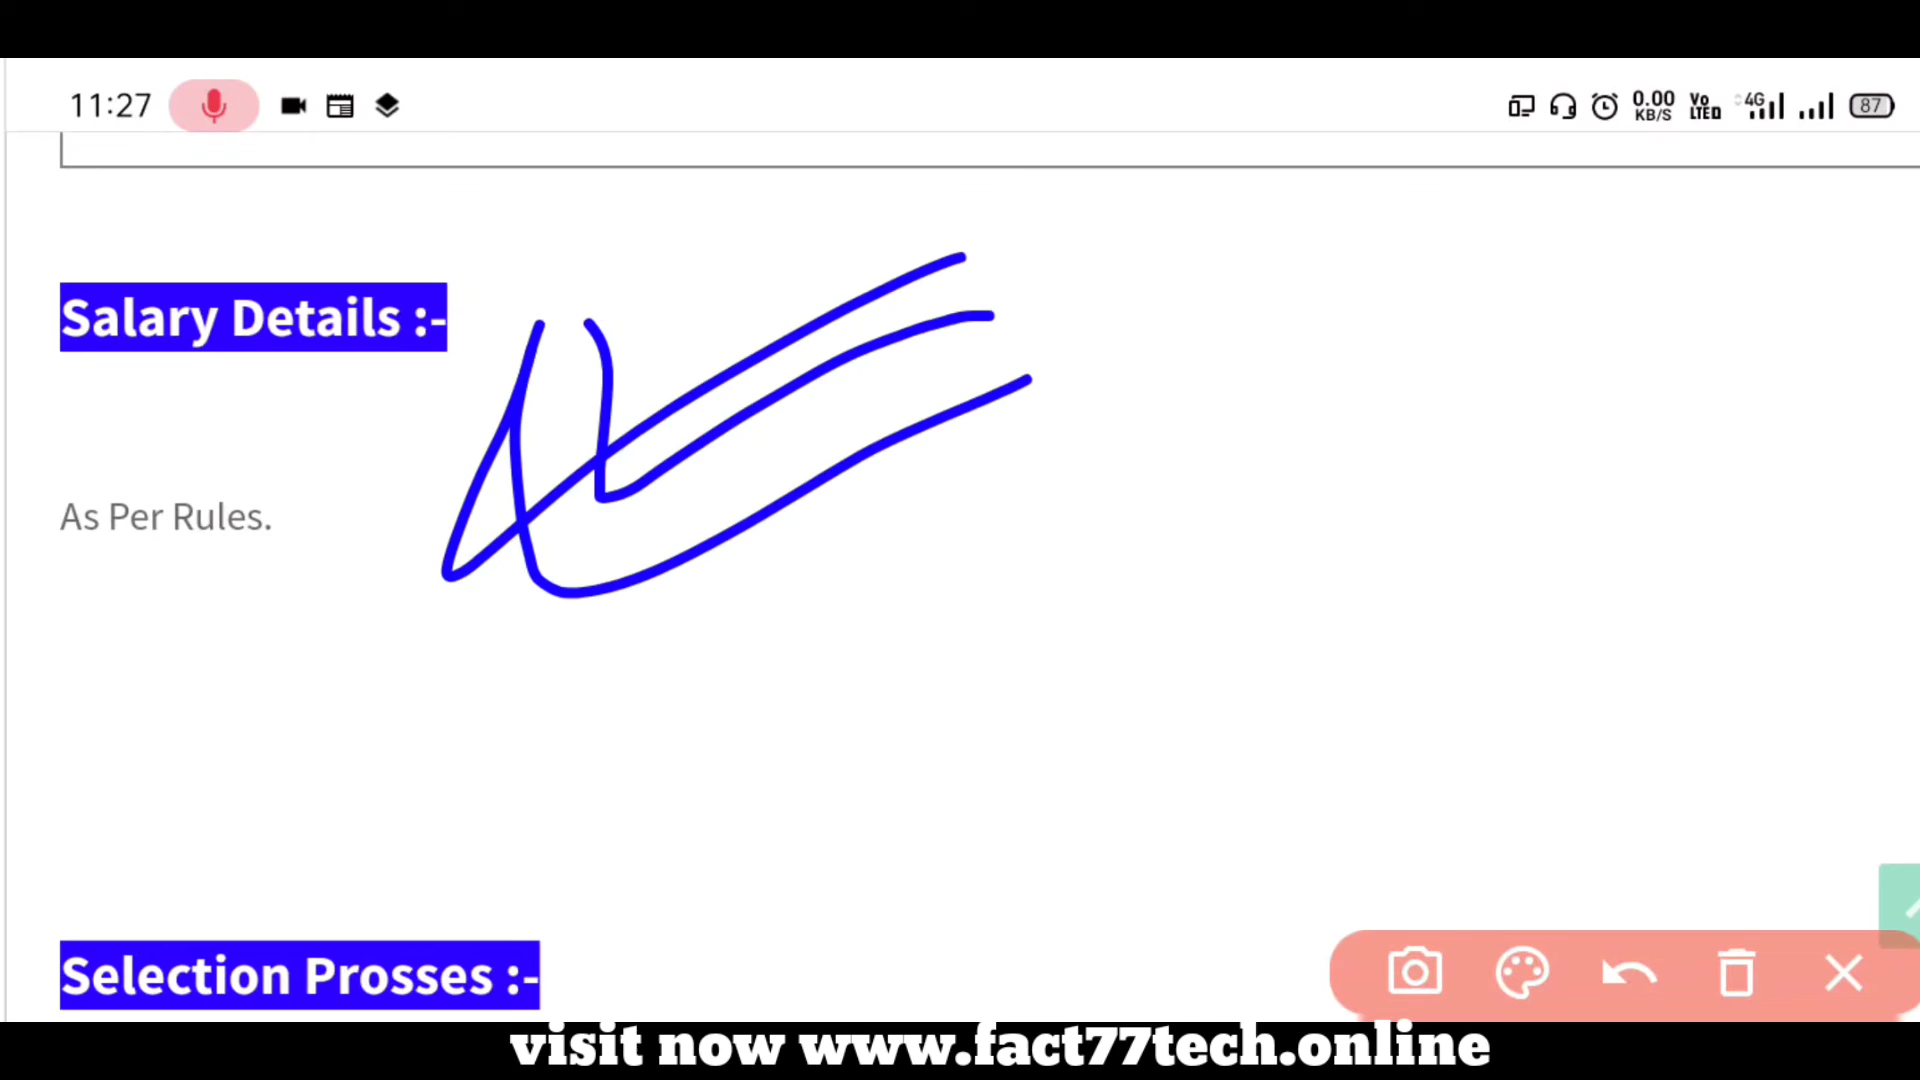 11:27 0.00 KB/S Vo LTE 4G 87
Salary Details :-
As Per Rules.
Selection Prosses :-
visit now www.fact77tech.online